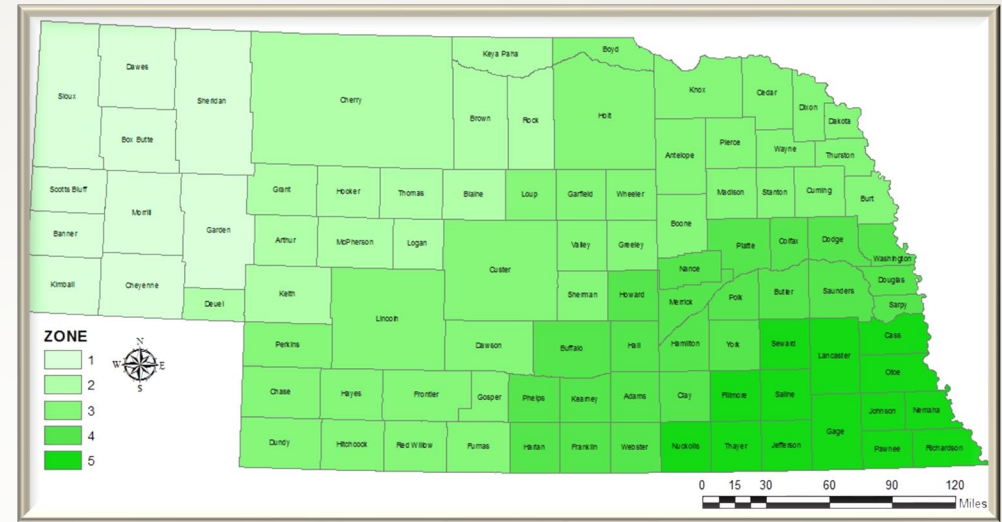 Keya Paha
Boyd
Dawes
Sioux
Sheridan
Cherry
Knox
Cedar
Dixon
Brown
Rock
Holt
Dakota
Box Butte
Pierce
Wayne
Antelope
Thurston
Scotts Bluff
Grant
Hooker
Thomas
Blaine
Loup
Garfield
Wheeler
Madison
Stanton
Cuming
Burt
Morrill
Banner
Garden
Arthur
McPherson
Logan
Valley
Greeley
Boone
Platte
Colfax
Dodge
Washington
Custer
Nance
Kimball
Cheyenne
Deuel
Keith
Sherman
Howard
Merrick
Polk
Butler
Saunders
Douglas
Sarpy
Lincoln
Perkins
Dawson
Buffalo
Hall
Hamilton
York
Seward
Lancaster
Cass
Otoe
Chase
Hayes
Frontier
Gosper
Phelps
Kearney
Adams
Clay
Fillmore
Saline
Johnson
Nemaha
Dundy
Hitchcock
Red Willow
Furnas
Harlan
Franklin
Webster
Nuckolls
Thayer
Jefferson
Gage
Pawnee
Richardson
ZONE
1
2
3
4
5
N
W E
S
0 15 30 60 90 120
Miles